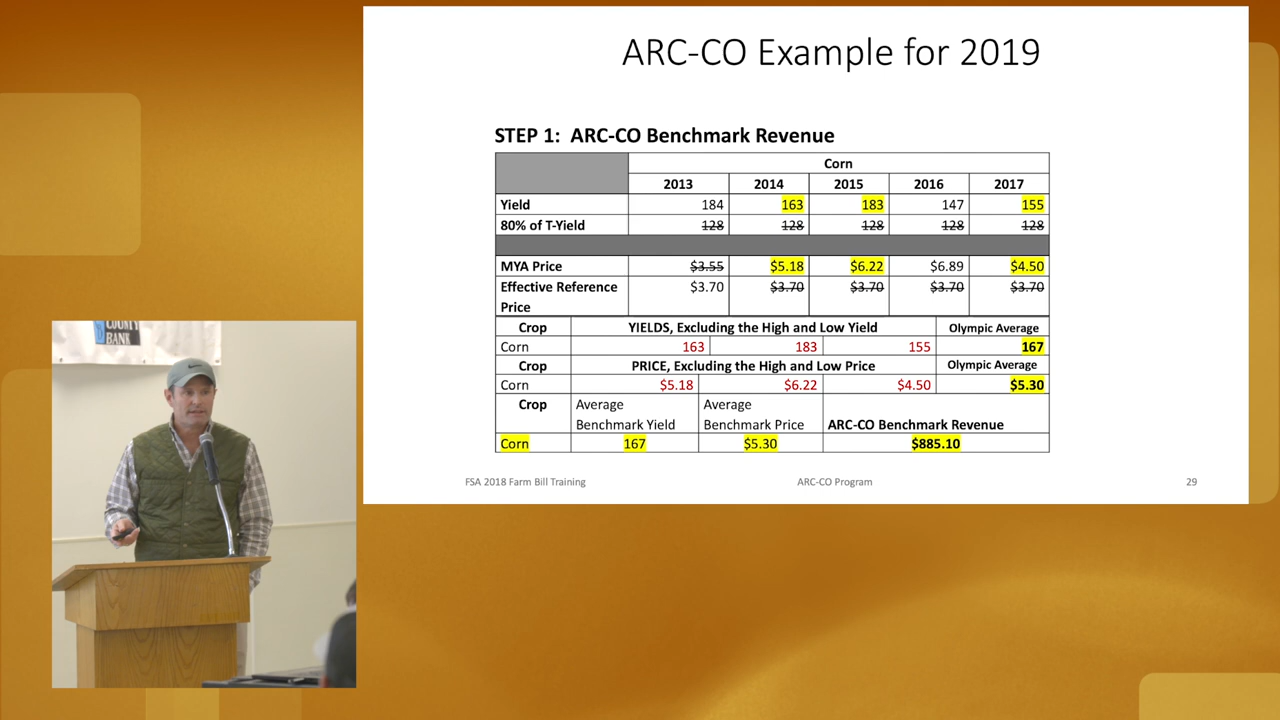 ARC-CO Example for 2019
STEP 1: ARC-CO Benchmark Revenue
Corn
2013 2014 2015 2016 2017
Yield 184 163 183 147 155
80% of T-Yield 128 128 128 128 128
MYA Price $3.55 $5.18 $6.22 $6.89 $4.50
Effective Reference Price $3.70 $3.70 $3.70 $3.70 $3.70
Crop YIELDS, Excluding the High and Low Yield Olympic Average
Corn 163 183 155 167
Crop PRICE, Excluding the High and Low Price Olympic Average
Corn $5.18 $6.22 $4.50 $5.30
Crop Average Benchmark Yield Average Benchmark Price ARC-CO Benchmark Revenue
Corn 167 $5.30 $885.10
FSA 2018 Farm Bill Training ARC-CO Program 29
COUNTY
BANK